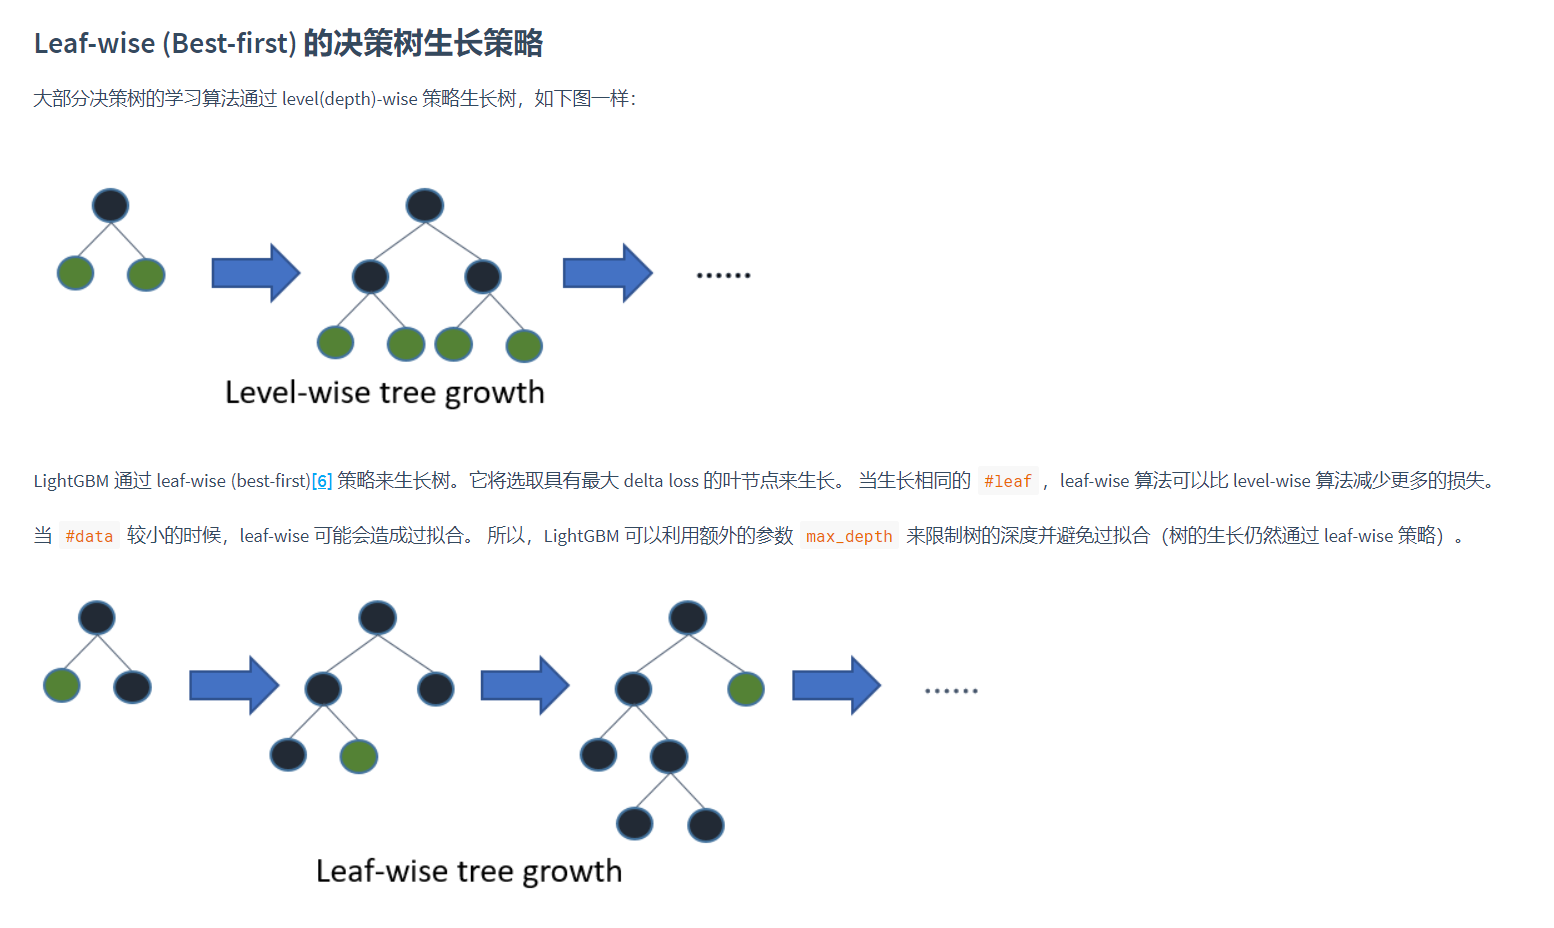 Leaf-wise (Best-first) 的决策树生长策略
大部分决策树的学习算法通过 level(depth)-wise 策略生长树，如下图一样：
......
Level-wise tree growth
LightGBM 通过 leaf-wise (best-first)[6] 策略来生长树。它将选取具有最大 delta loss 的叶节点来生长。 当生长相同的 #leaf，leaf-wise 算法可以比 level-wise 算法减少更多的损失。
当 #data 较小的时候，leaf-wise 可能会造成过拟合。 所以，LightGBM 可以利用额外的参数 max_depth 来限制树的深度并避免过拟合（树的生长仍然通过 leaf-wise 策略）。
......
Leaf-wise tree growth